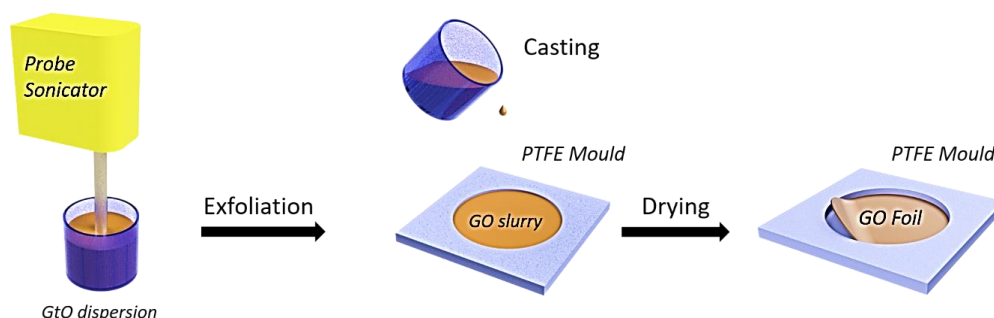 Probe
Sonicator
GtO dispersion
Exfoliation
Casting
PTFE Mould
GO slurry
Drying
PTFE Mould
GO Foil